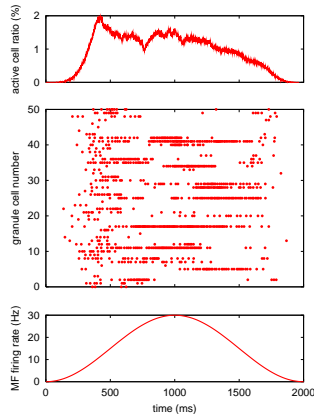 active cell ratio (%)
2
1
0
granule cell number
50
40
30
20
10
0
MF firing rate (Hz)
30
20
10
0
0 500 1000 1500 2000
time (ms)